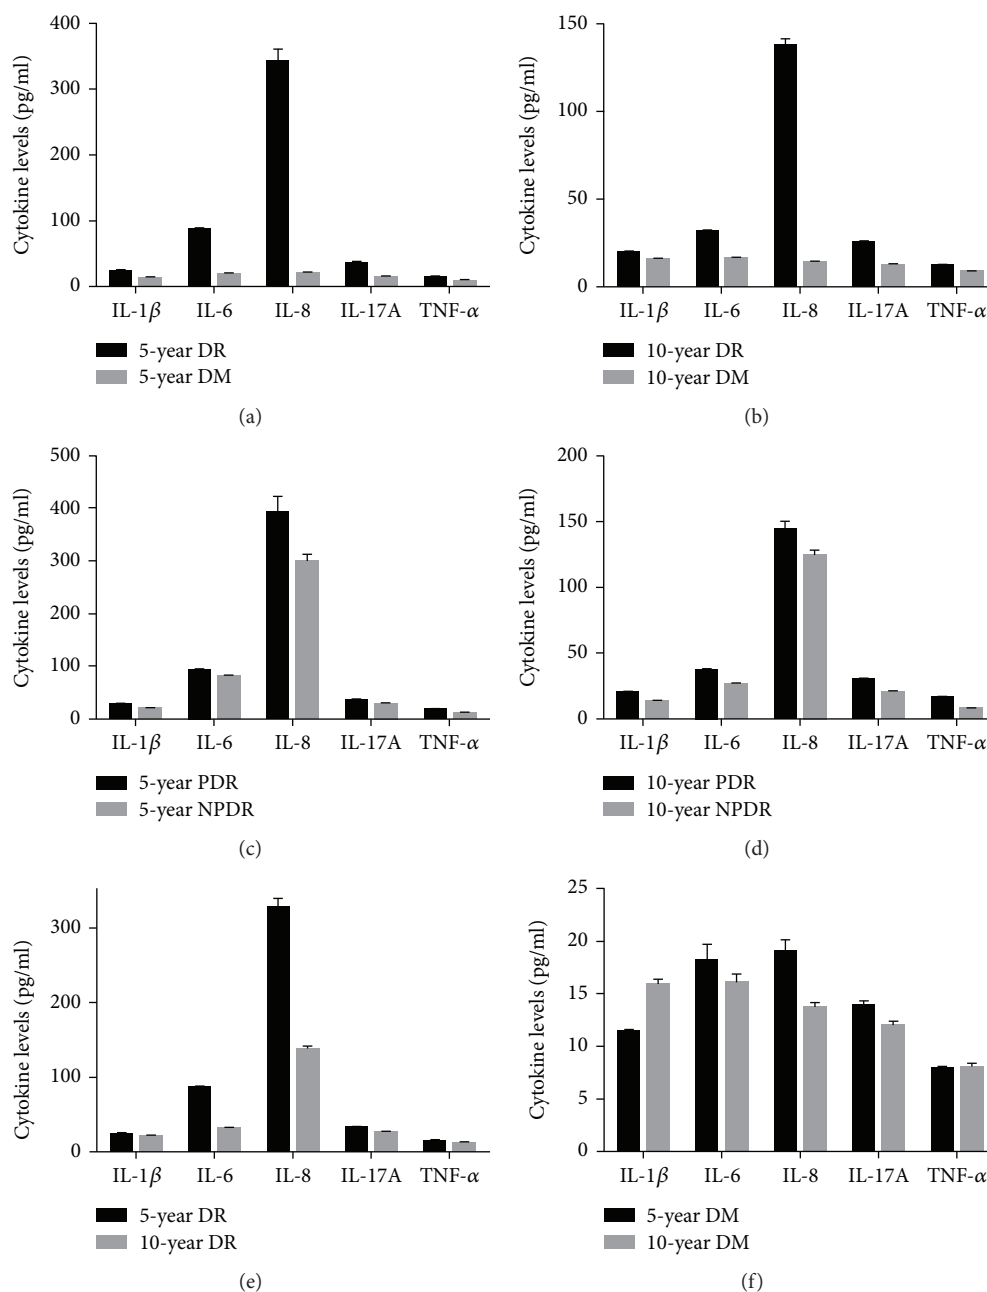 400
300
200
100
0
Cytokine levels (pg/ml)
IL-1β IL-6 IL-8 IL-17A TNF-α
5-year DR
5-year DM
(a)
150
100
50
0
Cytokine levels (pg/ml)
IL-1β IL-6 IL-8 IL-17A TNF-α
10-year DR
10-year DM
(b)
500
400
300
200
100
0
Cytokine levels (pg/ml)
IL-1β IL-6 IL-8 IL-17A TNF-α
5-year PDR
5-year NPDR
(c)
200
150
100
50
0
Cytokine levels (pg/ml)
IL-1β IL-6 IL-8 IL-17A TNF-α
10-year PDR
10-year NPDR
(d)
300
200
100
0
Cytokine levels (pg/ml)
IL-1β IL-6 IL-8 IL-17A TNF-α
5-year DR
10-year DR
(e)
25
20
15
10
5
0
Cytokine levels (pg/ml)
IL-1β IL-6 IL-8 IL-17A TNF-α
5-year DM
10-year DM
(f)